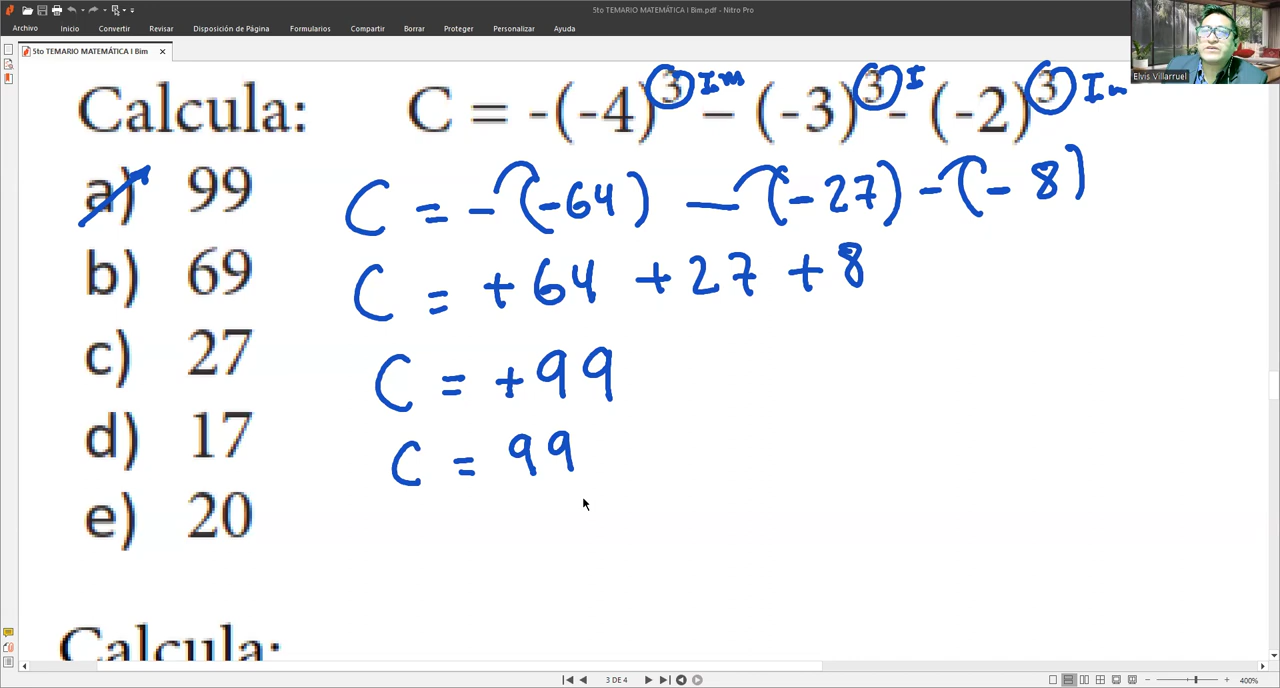 5to TEMARIO MATEMÁTICA I Bim.pdf - Nitro Pro
Archivo Inicio Convertir Revisar Disposición de Página Formularios Compartir Borrar Proteger Personalizar Ayuda
5to TEMARIO MATEMÁTICA I Bim
Elvis Villarruel
Calcula: C = -(-4)³ – (-3)³ - (-2)³
Im I Im
a) 99
C = -(-64) - (-27) - (-8)
b) 69
C = +64 +27 +8
c) 27
C = +99
d) 17
C = 99
e) 20
Calcula:
3 DE 4
400%